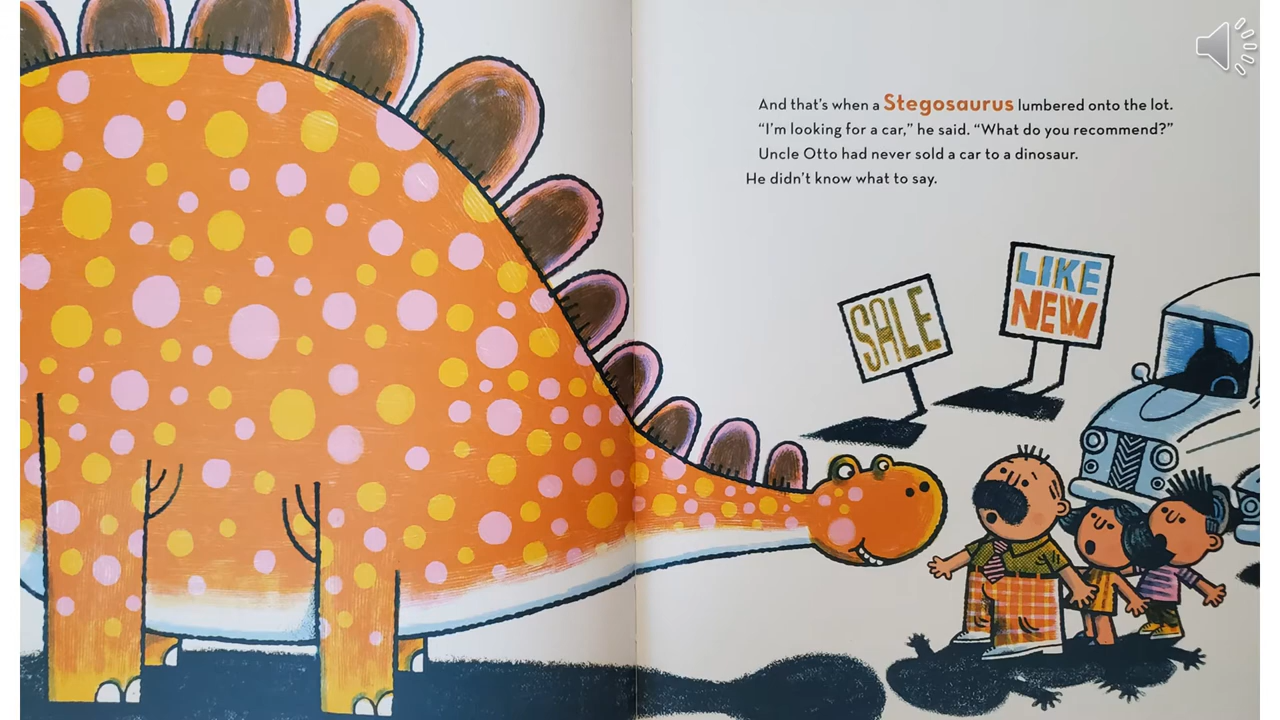 And that's when a Stegosaurus lumbered onto the lot.
"I'm looking for a car," he said. "What do you recommend?"
Uncle Otto had never sold a car to a dinosaur.
He didn't know what to say.
SALE
LIKE
NEW